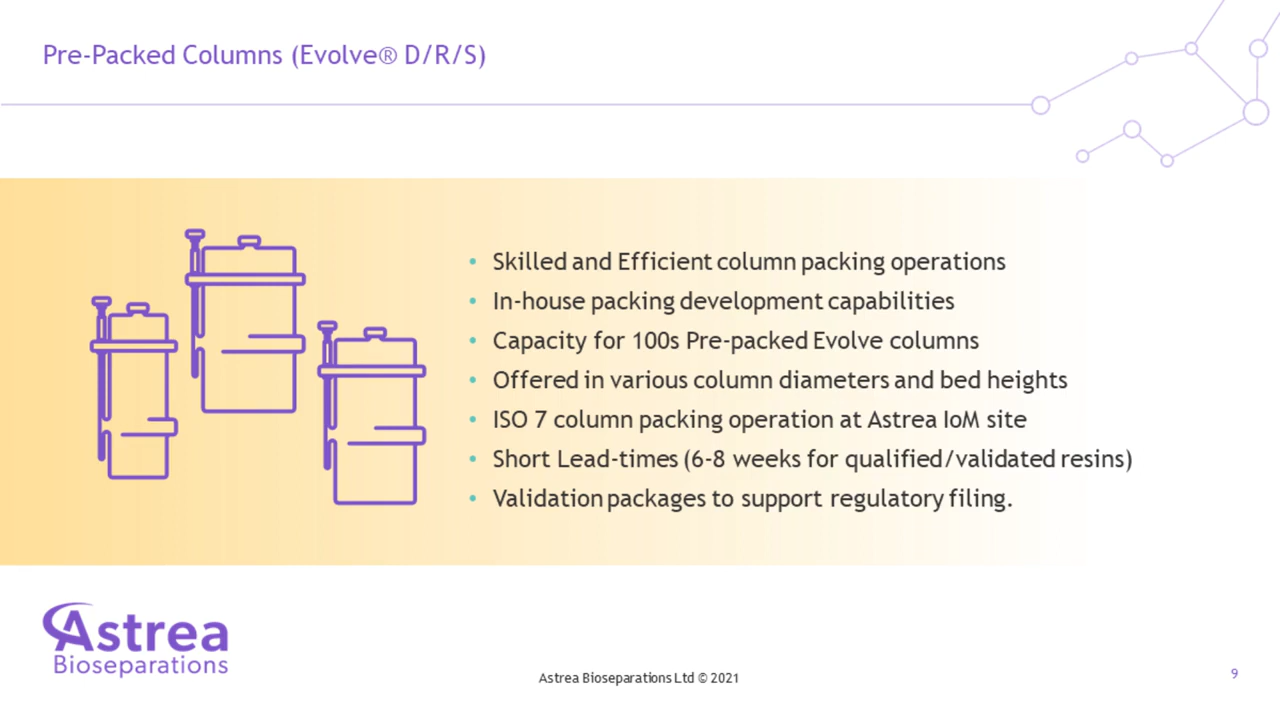 Pre-Packed Columns (Evolve® D/R/S)
• Skilled and Efficient column packing operations
• In-house packing development capabilities
• Capacity for 100s Pre-packed Evolve columns
• Offered in various column diameters and bed heights
• ISO 7 column packing operation at Astrea IoM site
• Short Lead-times (6-8 weeks for qualified/validated resins)
• Validation packages to support regulatory filing.
Astrea
Bioseparations
Astrea Bioseparations Ltd © 2021
9